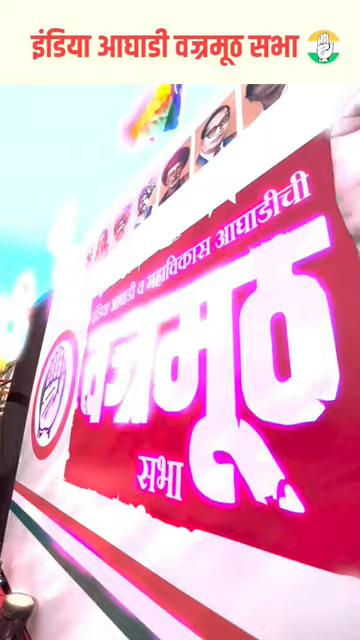 इंडिया आघाडी वज्रमूठ सभा
इंडिया आघाडी व महाविकास आघाडीची
वज्रमूठ
सभा